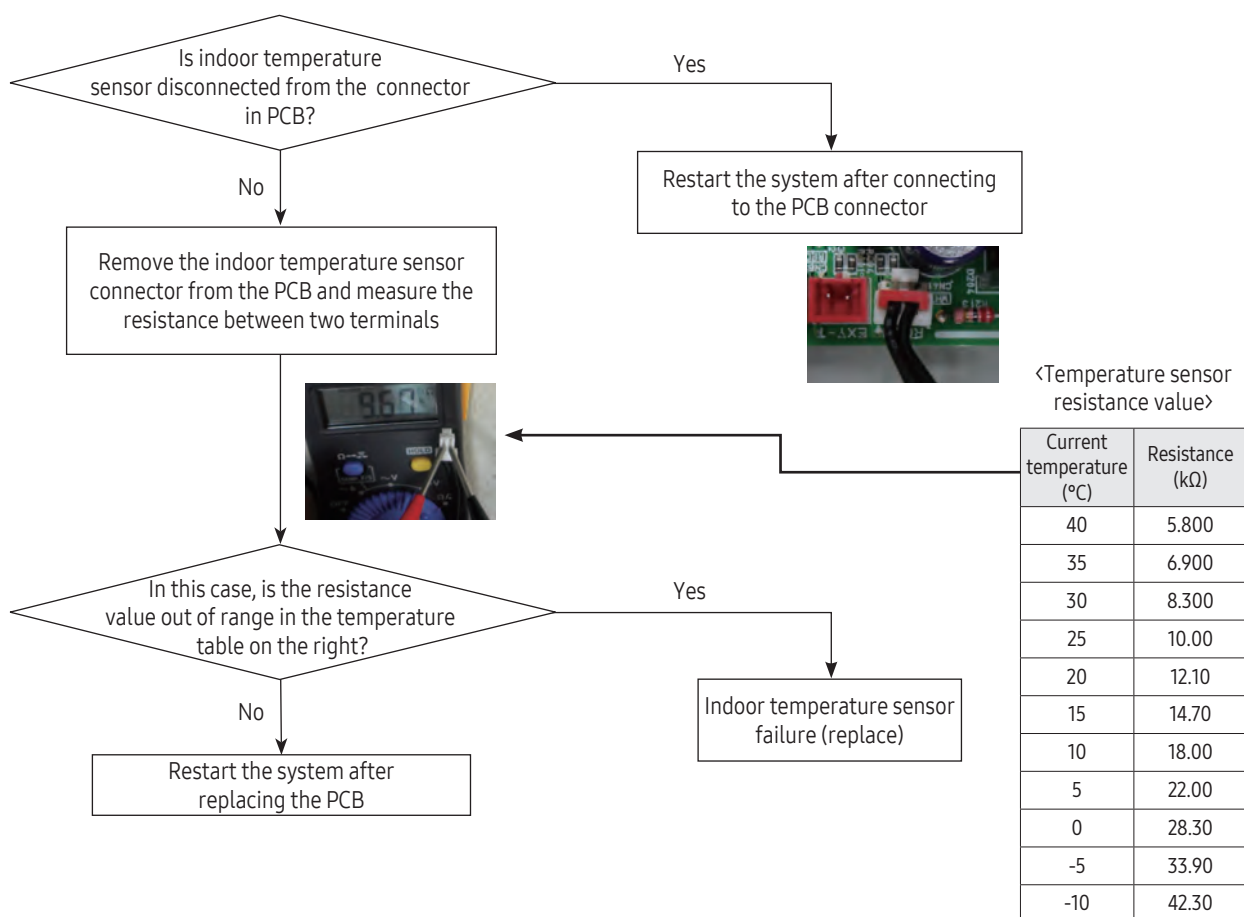 Is indoor temperature
sensor disconnected from the connector
in PCB?
Yes
No
Restart the system after connecting
to the PCB connector
Remove the indoor temperature sensor
connector from the PCB and measure the
resistance between two terminals
EXT-T
HOLD
<Temperature sensor
resistance value>
Current
temperature
(°C)
Resistance
(kΩ)
40 5.800
35 6.900
30 8.300
25 10.00
20 12.10
15 14.70
10 18.00
5 22.00
0 28.30
-5 33.90
-10 42.30
In this case, is the resistance
value out of range in the temperature
table on the right?
Yes
No
Indoor temperature sensor
failure (replace)
Restart the system after
replacing the PCB